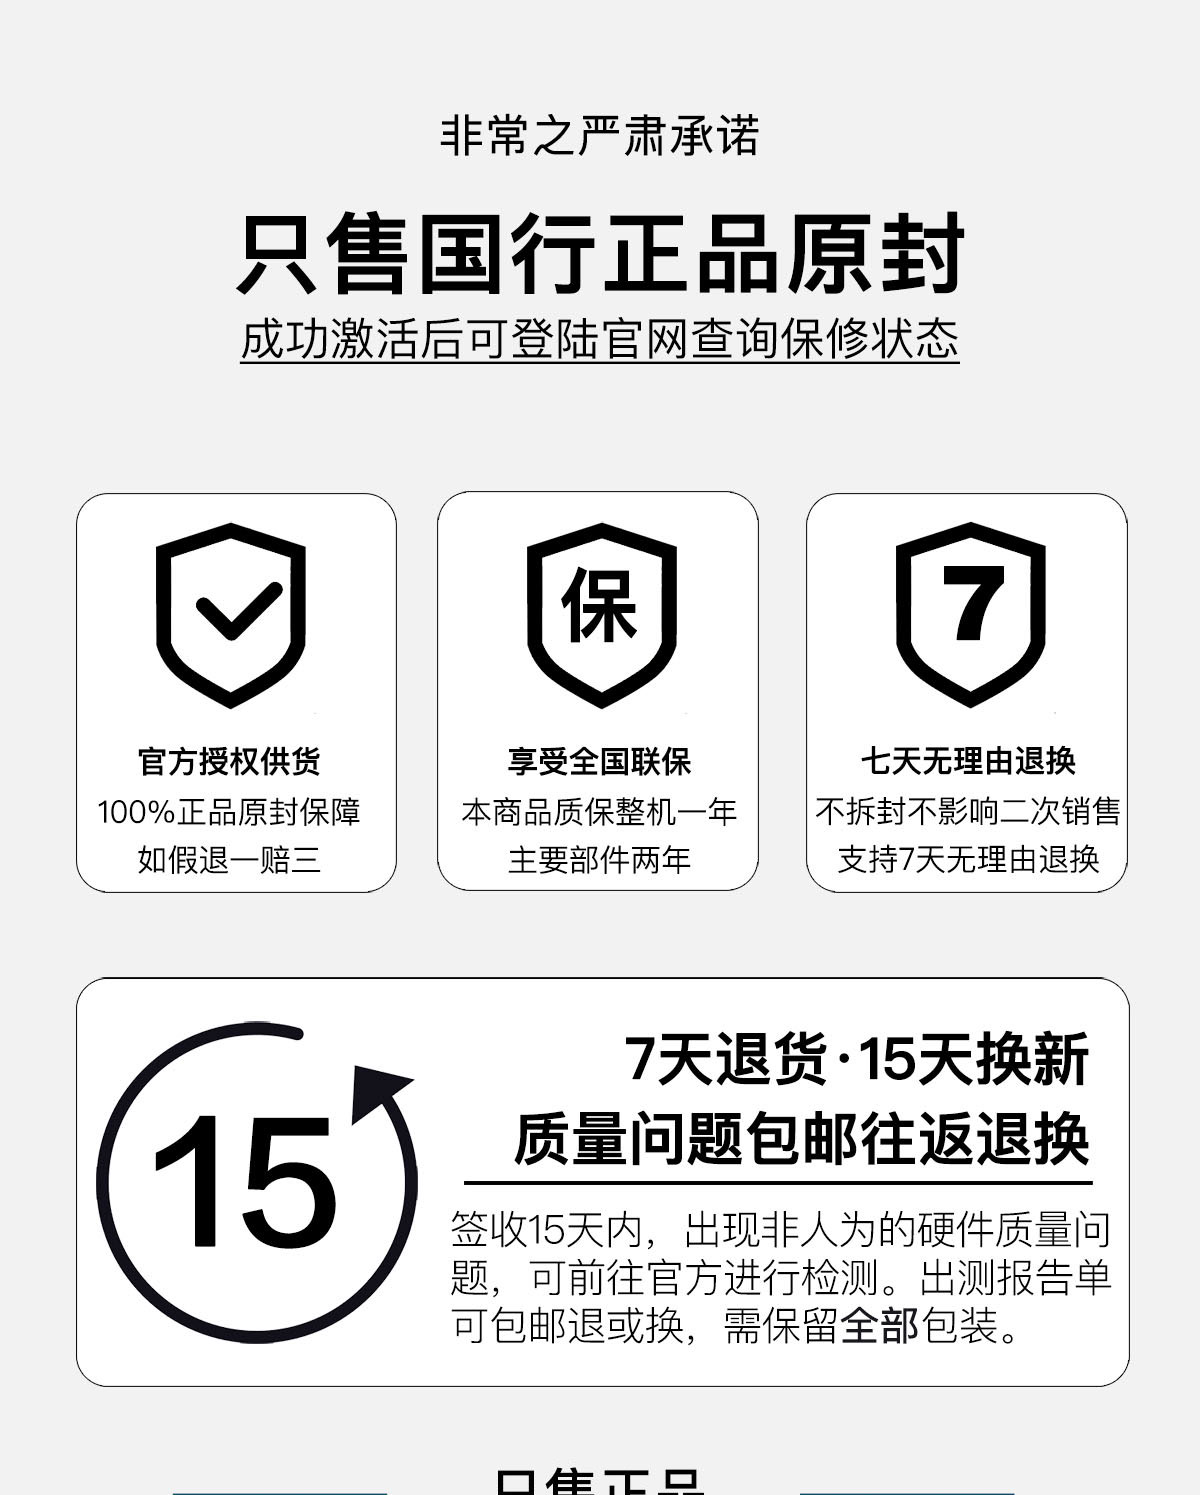 非常之严肃承诺
只售国行正品原封
成功激活后可登陆官网查询保修状态
保
7
官方授权供货
100%正品原封保障
如假退一赔三
享受全国联保
本商品质保整机一年
主要部件两年
七天无理由退换
不拆封不影响二次销售
支持7天无理由退换
15
7天退货·15天换新
质量问题包邮往返退换
签收15天内，出现非人为的硬件质量问
题，可前往官方进行检测。出测报告单
可包邮退或换，需保留全部包装。
只售正品